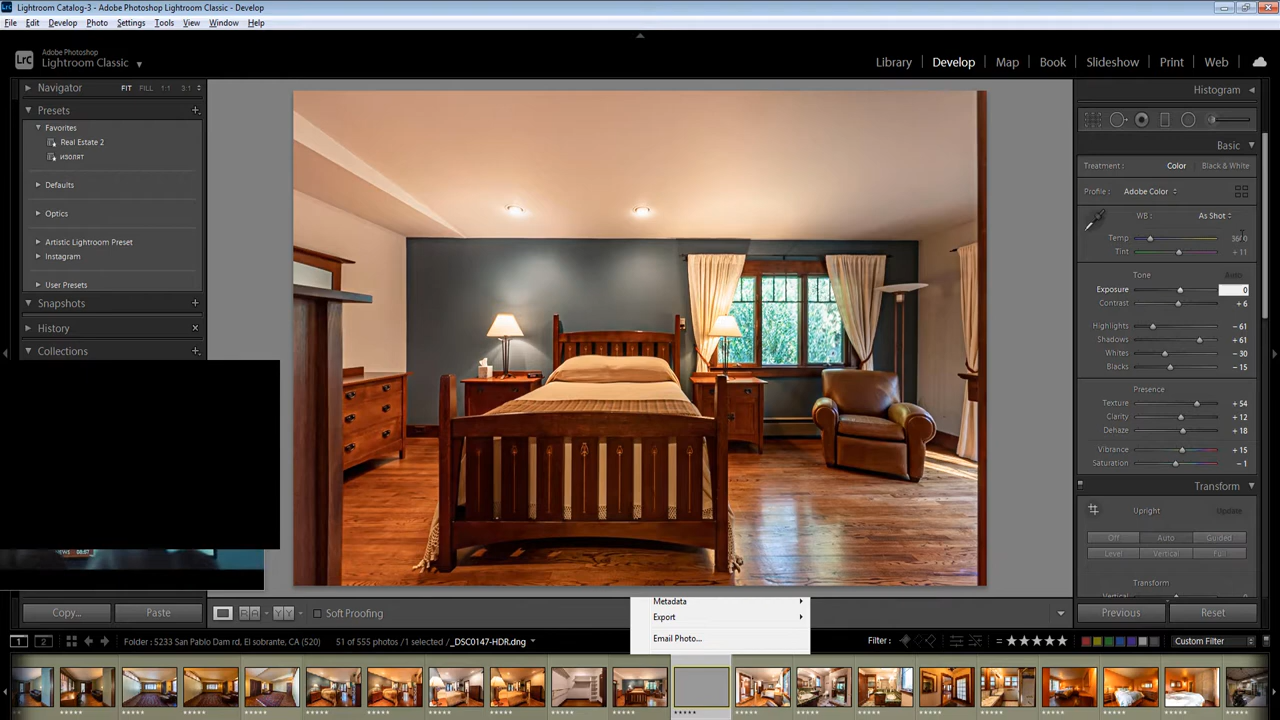 Lightroom Catalog-3 - Adobe Photoshop Lightroom Classic - Develop
File Edit Develop Photo Settings Tools View Window Help
Adobe Photoshop
Lightroom Classic
Library Develop Map Book Slideshow Print Web
Navigator FIT FILL 1:1 3:1
Histogram
Presets
Favorites
Real Estate 2
изолят
Defaults
Optics
Artistic Lightroom Preset
Instagram
User Presets
Snapshots
History
Collections
Basic
Treatment : Color Black & White
Profile : Adobe Color
WB : As Shot
Temp
Tint + 11
Tone Auto
Exposure 0
Contrast + 6
Highlights – 61
Shadows + 61
Whites – 30
Blacks – 15
Presence
Texture + 54
Clarity + 12
Dehaze + 18
Vibrance + 15
Saturation – 1
Transform
Upright Update
Off Auto Guided
Level Vertical
Transform
Vertical
Copy... Paste
Soft Proofing
Metadata
Export
Email Photo...
Previous Reset
1 2 Folder : 5233 San Pablo Dam rd, El sobrante, CA (520) 51 of 555 photos /1 selected /_DSC0147-HDR.dng
Filter : Custom Filter